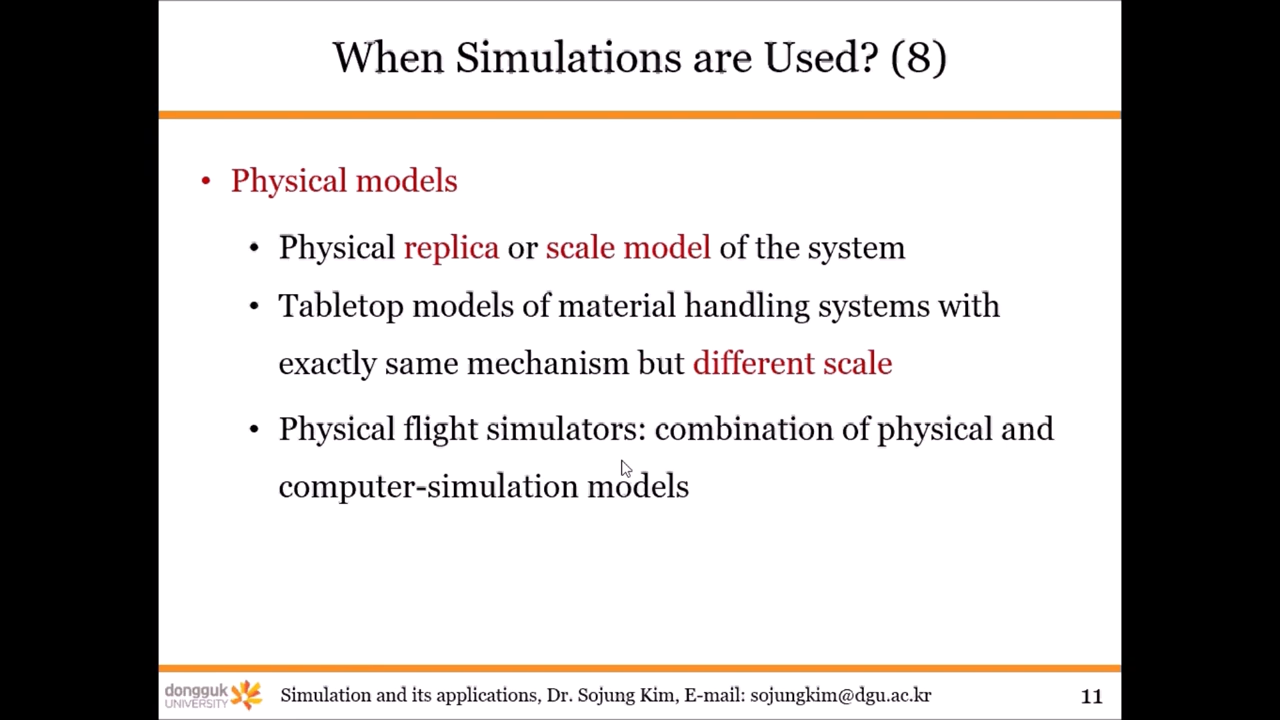 When Simulations are Used? (8)
• Physical models
• Physical replica or scale model of the system
• Tabletop models of material handling systems with
exactly same mechanism but different scale
• Physical flight simulators: combination of physical and
computer-simulation models
dongguk
UNIVERSITY
Simulation and its applications, Dr. Sojung Kim, E-mail: sojungkim@dgu.ac.kr
11